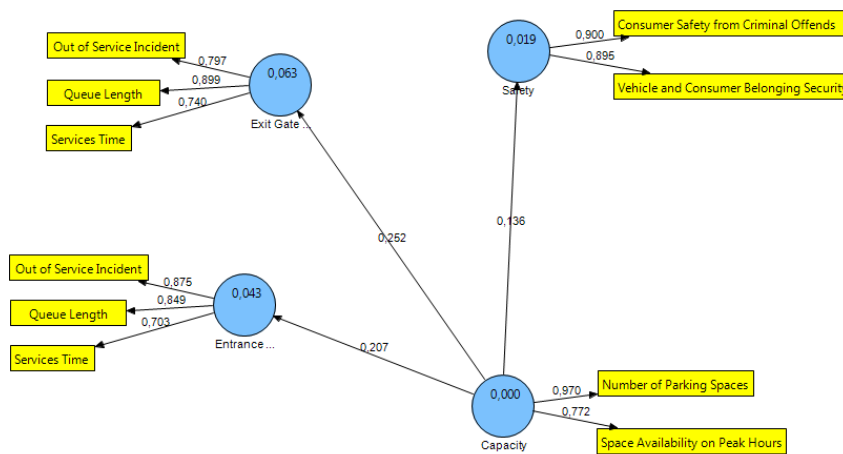 Out of Service Incident
0,797
0,063
0,899
Queue Length
0,740
Services Time
Exit Gate ...
Consumer Safety from Criminal Offends
0,900
0,019
0,895
Safety
Vehicle and Consumer Belonging Security
0,136
0,252
Out of Service Incident
0,875
0,043
0,849
Queue Length
0,703
Services Time
Entrance ...
0,207
Number of Parking Spaces
0,970
0,000
0,772
Capacity
Space Availability on Peak Hours